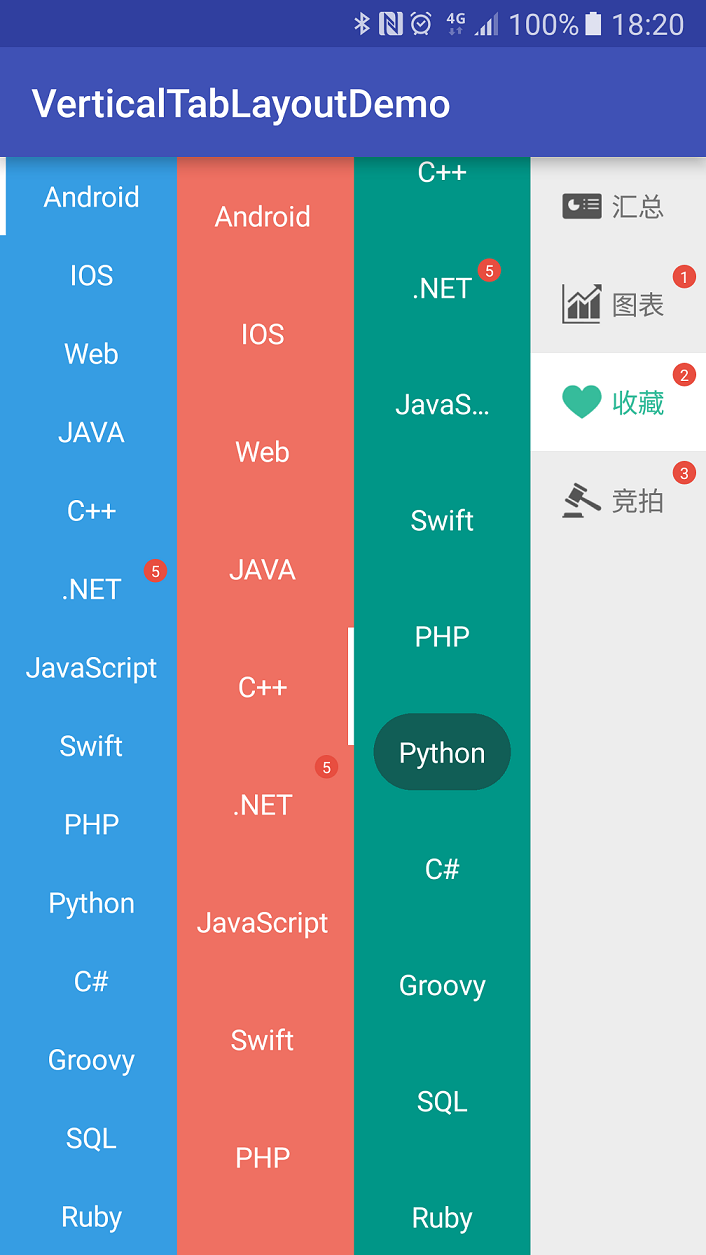 4G 100% 18:20
VerticalTabLayoutDemo
Android
IOS
Web
JAVA
C++
.NET 5
JavaScript
Swift
PHP
Python
C#
Groovy
SQL
Ruby
Android
IOS
Web
JAVA
C++
.NET 5
JavaScript
Swift
PHP
C++
.NET 5
JavaS...
Swift
PHP
Python
C#
Groovy
SQL
Ruby
汇总
图表 1
收藏 2
竞拍 3